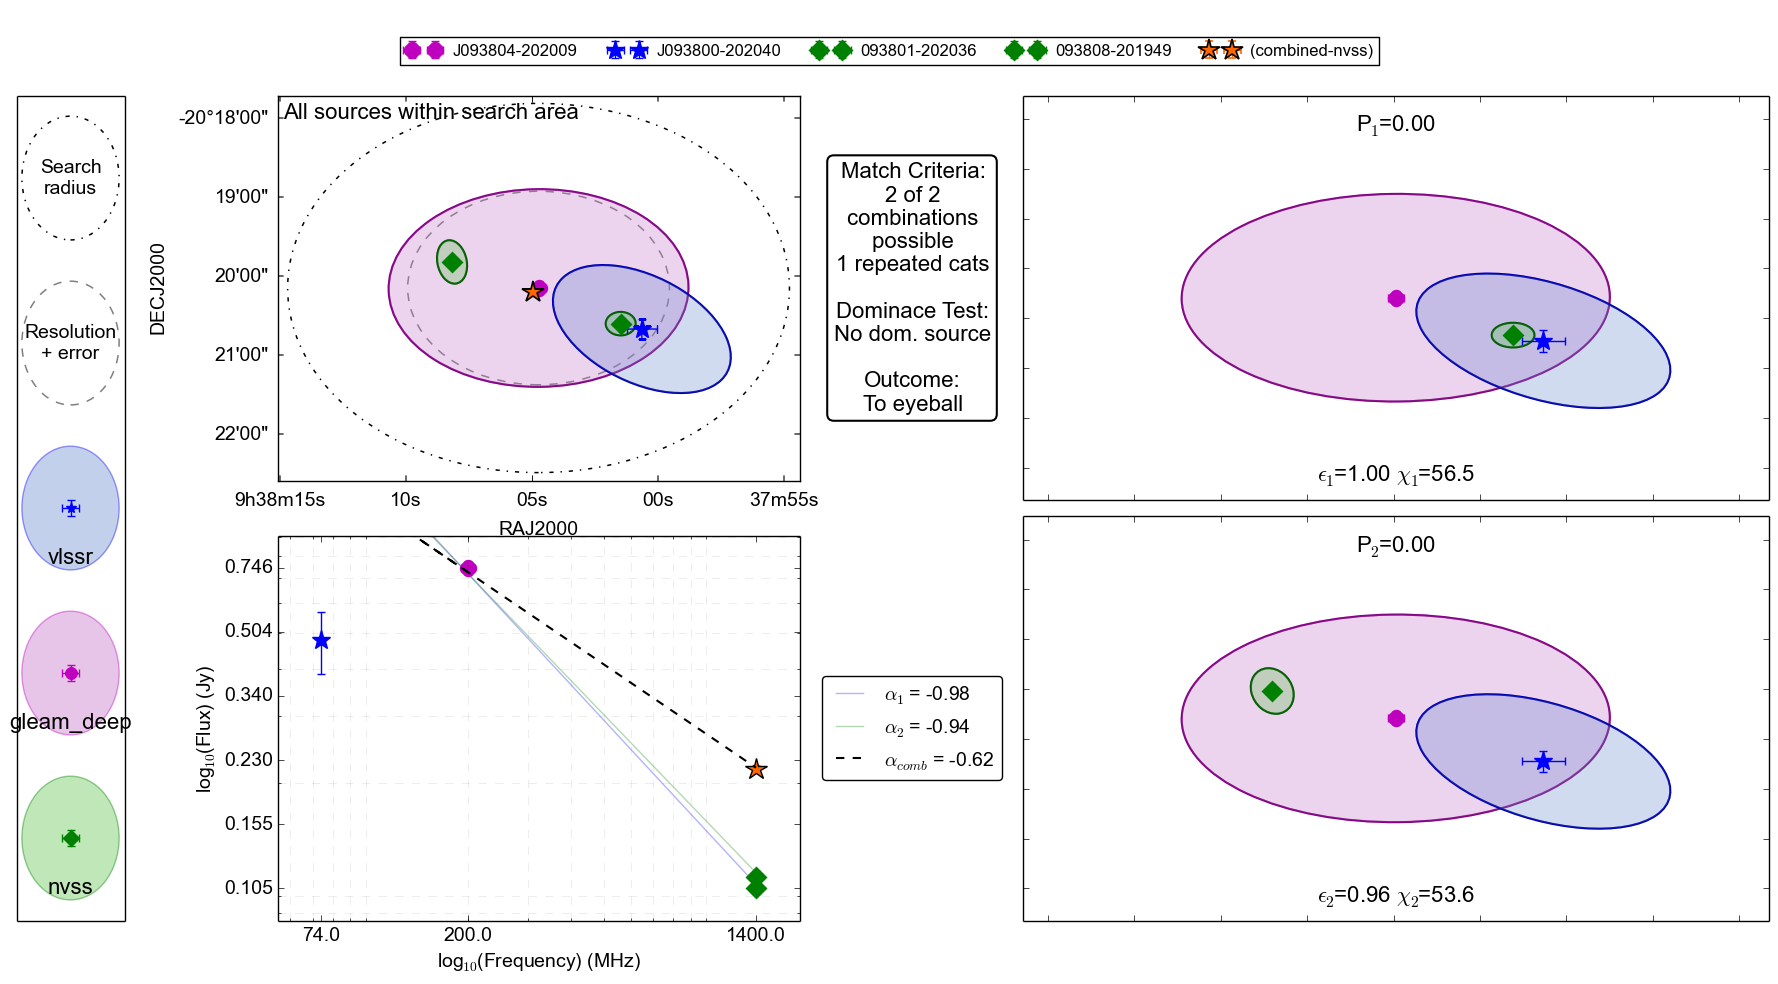 J093804-202009 J093800-202040 093801-202036 093808-201949 (combined-nvss)
Search
radius
Resolution
+ error
vlssr
gleam_deep
nvss
All sources within search area
DECJ2000
-20°18'00"
19'00"
20'00"
21'00"
22'00"
9h38m15s 10s 05s 00s 37m55s
RAJ2000
Match Criteria:
2 of 2
combinations
possible
1 repeated cats
Dominace Test:
No dom. source
Outcome:
To eyeball
P₁=0.00
ϵ₁=1.00 χ₁=56.5
log₁₀(Flux) (Jy)
0.746
0.504
0.340
0.230
0.155
0.105
74.0 200.0 1400.0
log₁₀(Frequency) (MHz)
α₁ = -0.98
α₂ = -0.94
α_comb = -0.62
P₂=0.00
ϵ₂=0.96 χ₂=53.6